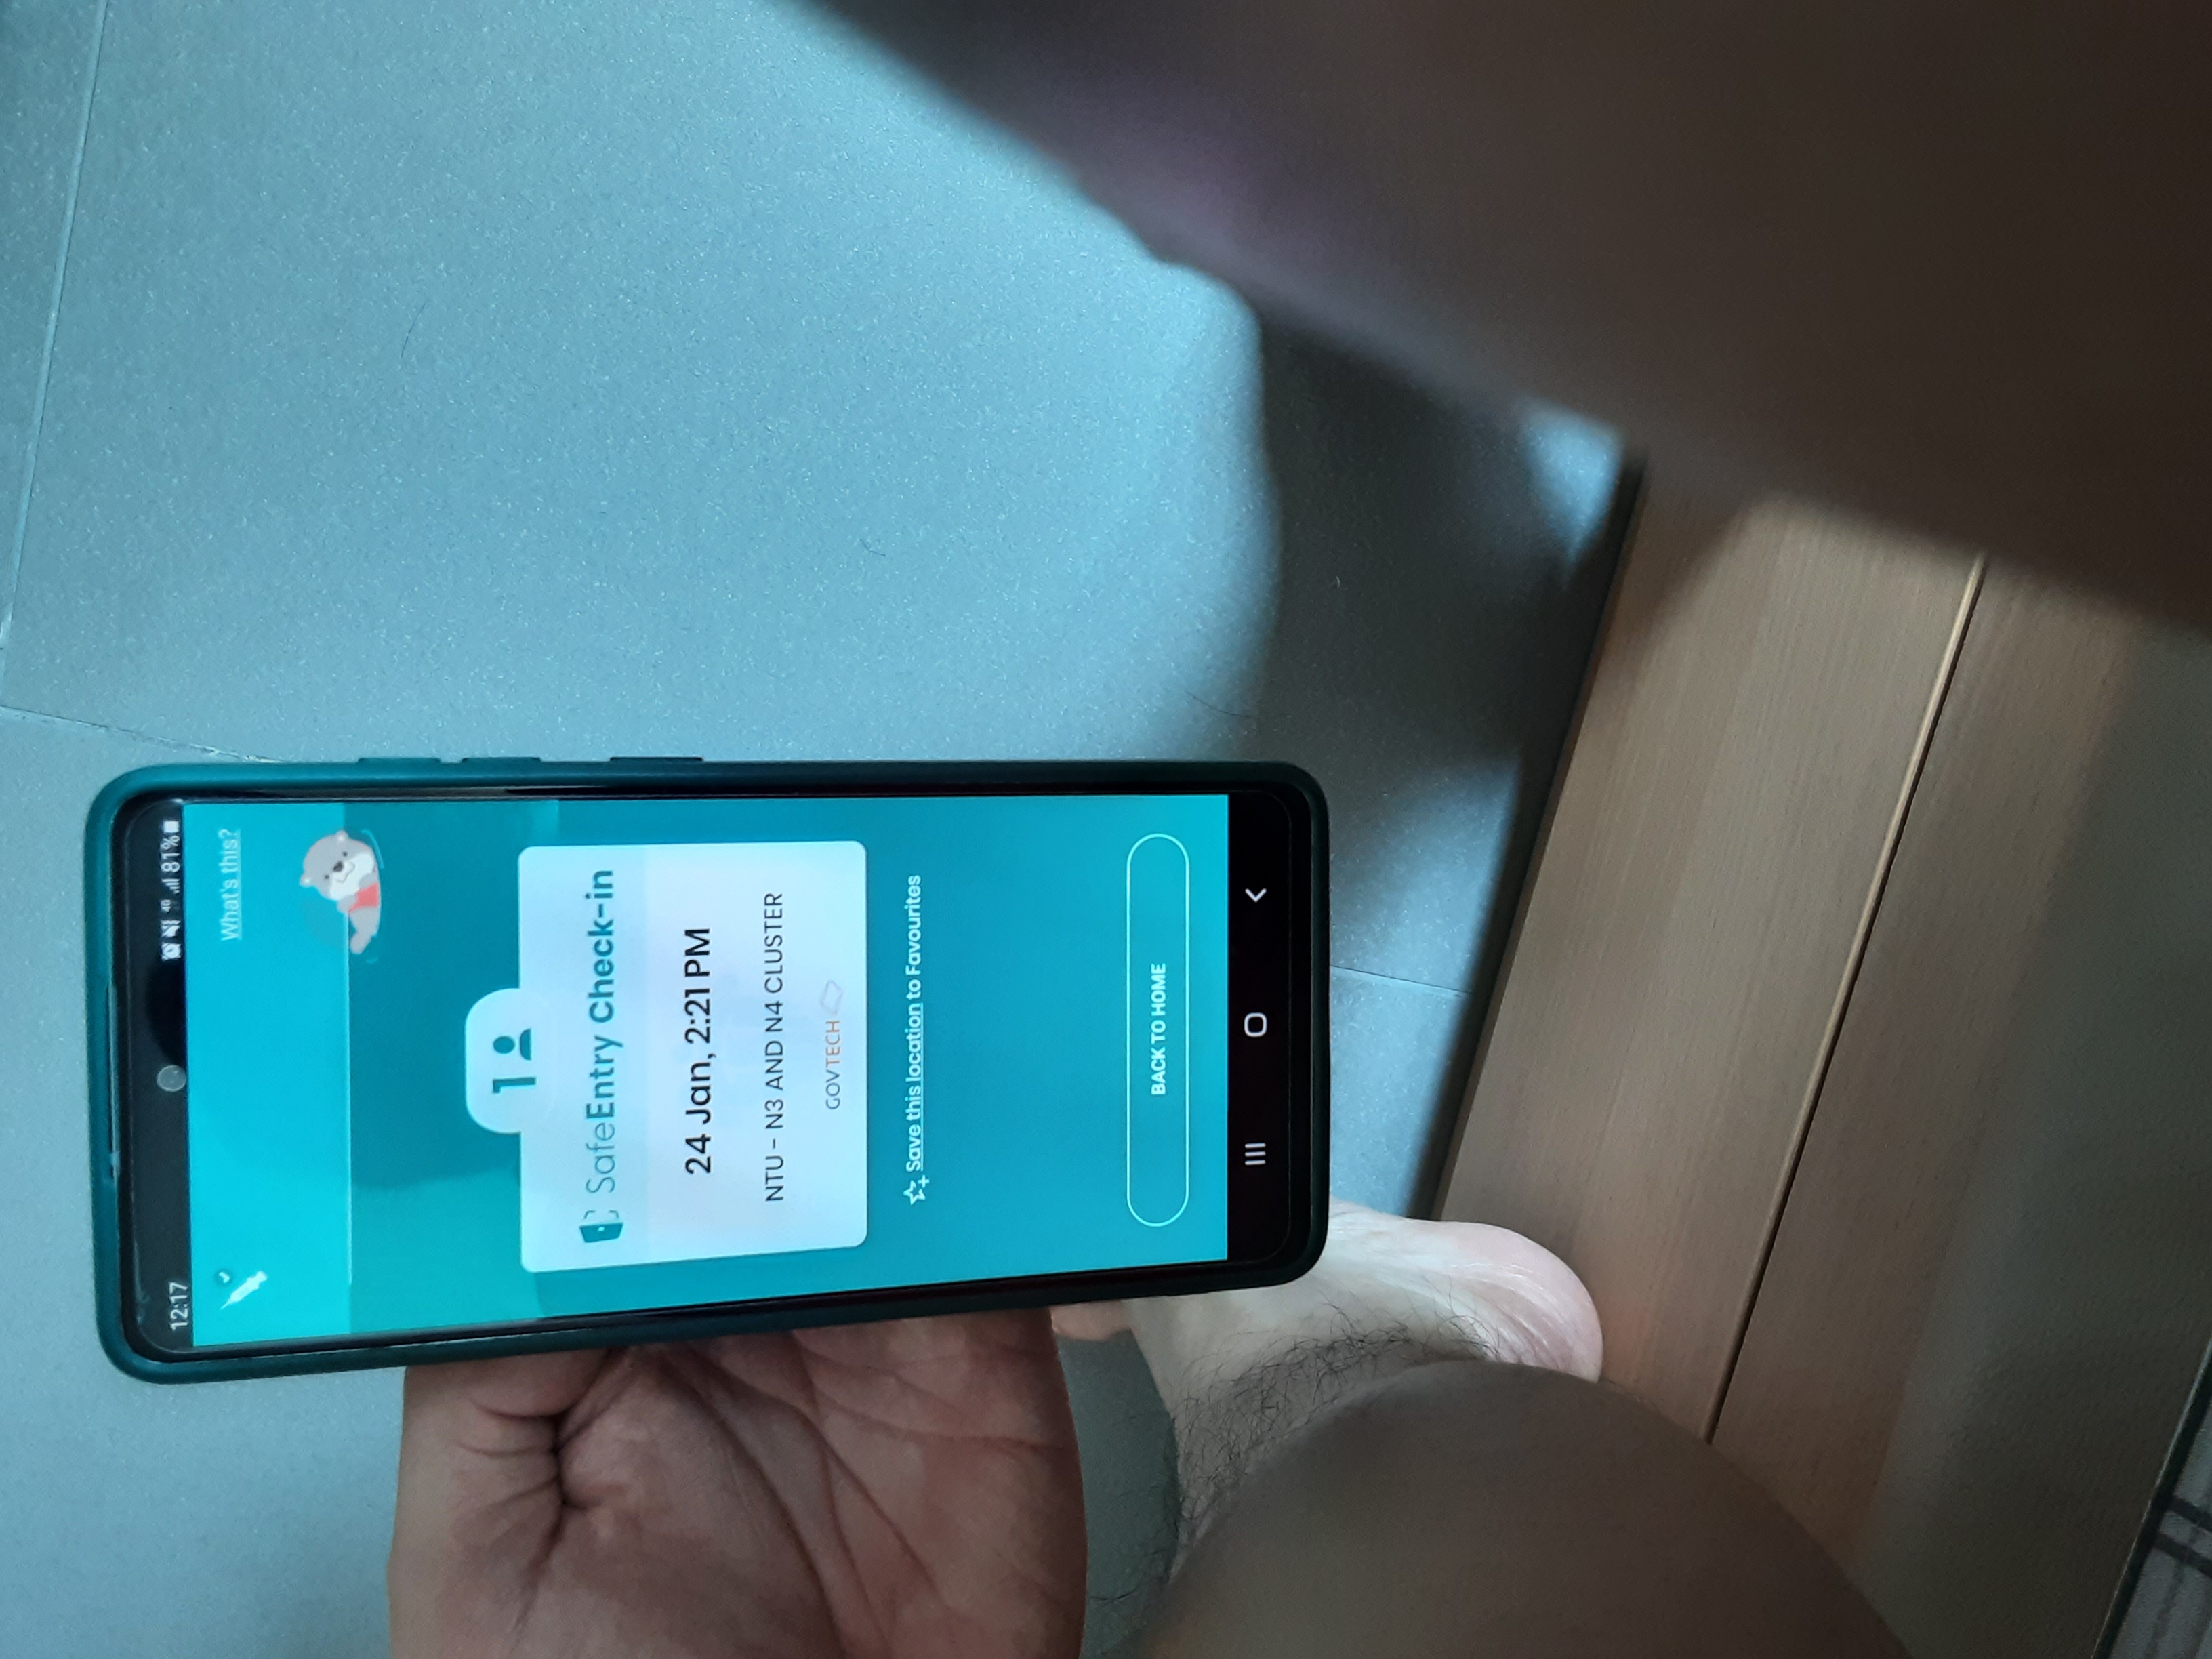 12:17 4G 81%
What's this?
1
SafeEntry Check-in
24 Jan, 2:21 PM
NTU - N3 AND N4 CLUSTER
GOVTECH
Save this location to Favourites
BACK TO HOME